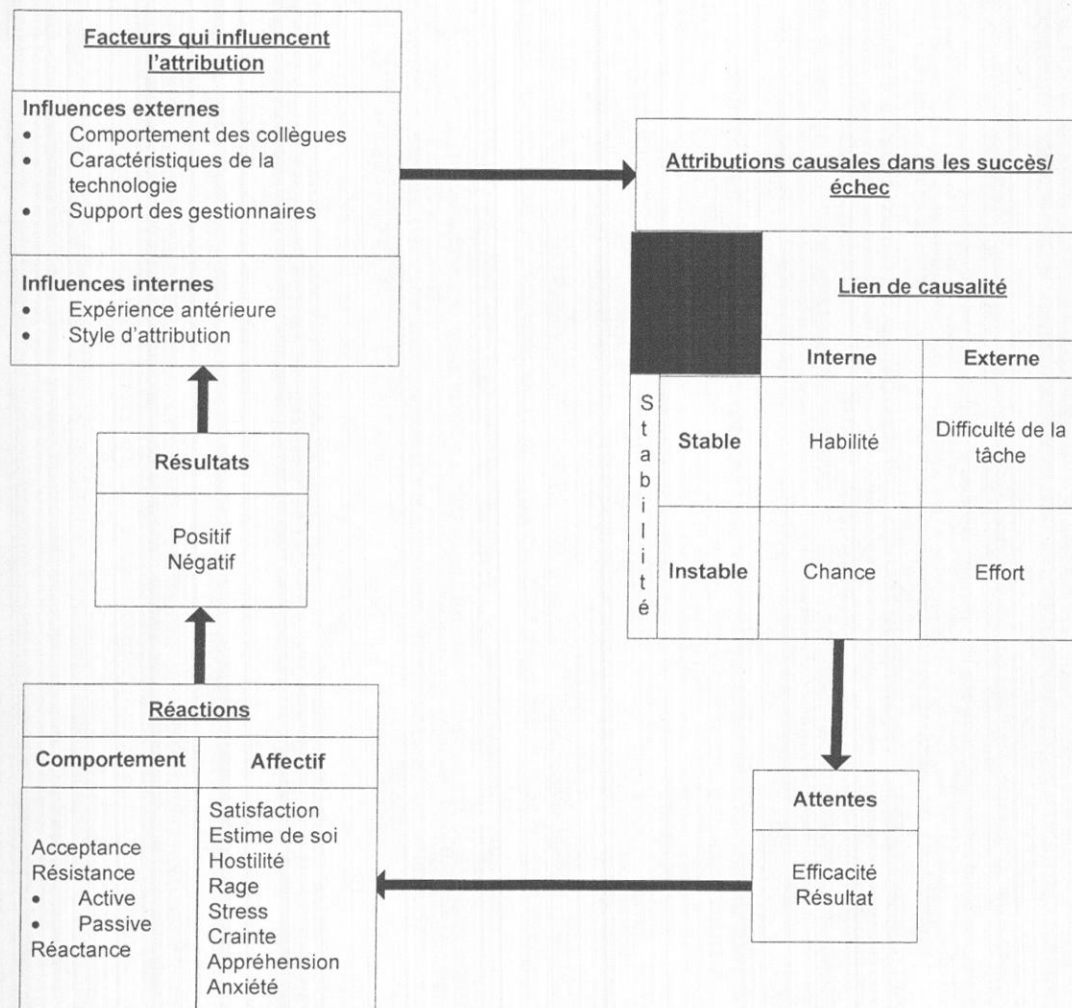 Facteurs qui influencent
l'attribution
Influences externes
• Comportement des collègues
• Caractéristiques de la
technologie
• Support des gestionnaires
Influences internes
• Expérience antérieure
• Style d'attribution
Attributions causales dans les succès/
échec
Lien de causalité
Interne
Externe
Stabilité
Stable
Habilité
Difficulté de la
tâche
Instable
Chance
Effort
Attentes
Efficacité
Résultat
Réactions
Comportement
Affectif
Acceptance
Résistance
• Active
• Passive
Réactance
Satisfaction
Estime de soi
Hostilité
Rage
Stress
Crainte
Appréhension
Anxiété
Résultats
Positif
Négatif